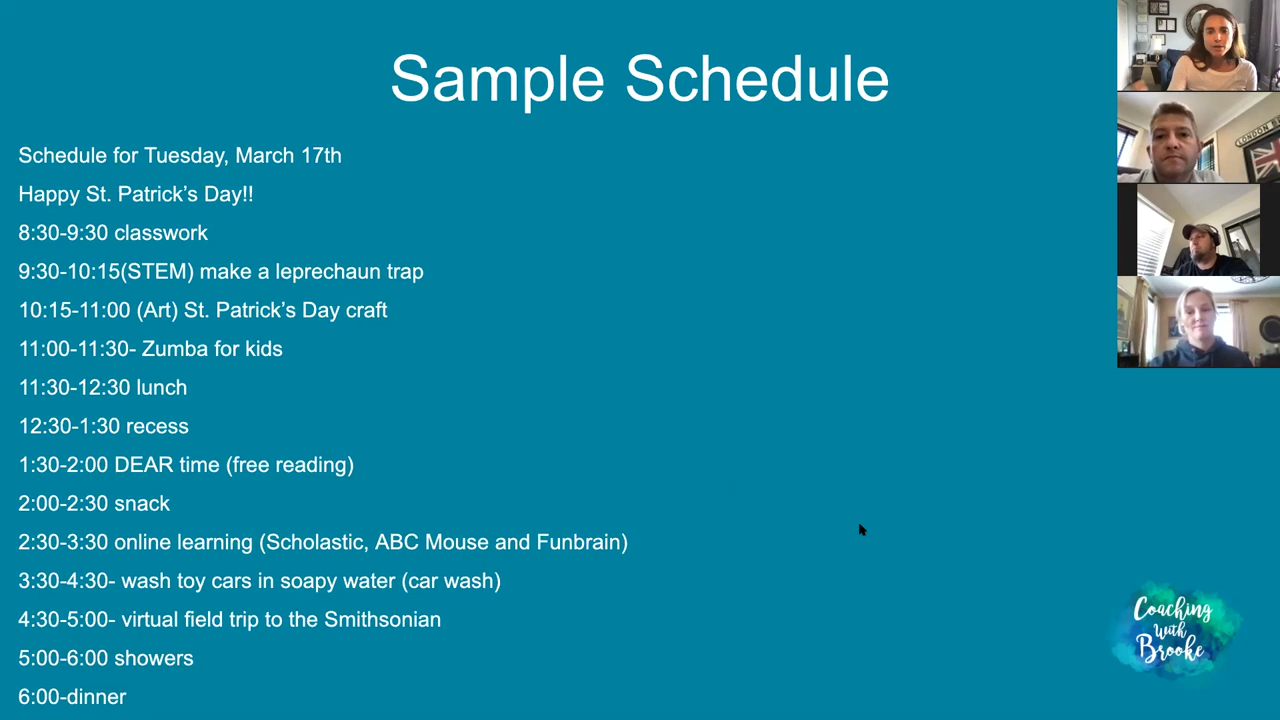 Sample Schedule
Schedule for Tuesday, March 17th
Happy St. Patrick’s Day!!
8:30-9:30 classwork
9:30-10:15(STEM) make a leprechaun trap
10:15-11:00 (Art) St. Patrick’s Day craft
11:00-11:30- Zumba for kids
11:30-12:30 lunch
12:30-1:30 recess
1:30-2:00 DEAR time (free reading)
2:00-2:30 snack
2:30-3:30 online learning (Scholastic, ABC Mouse and Funbrain)
3:30-4:30- wash toy cars in soapy water (car wash)
4:30-5:00- virtual field trip to the Smithsonian
5:00-6:00 showers
6:00-dinner
LONDON
Coaching
With
Brooke